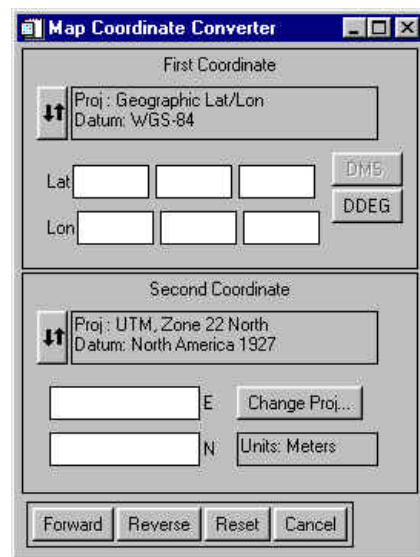 Map Coordinate Converter
First Coordinate
Proj : Geographic Lat/Lon
Datum: WGS-84
Lat
DMS
DDEG
Lon
Second Coordinate
Proj : UTM, Zone 22 North
Datum: North America 1927
E
Change Proj...
N
Units: Meters
Forward Reverse Reset Cancel